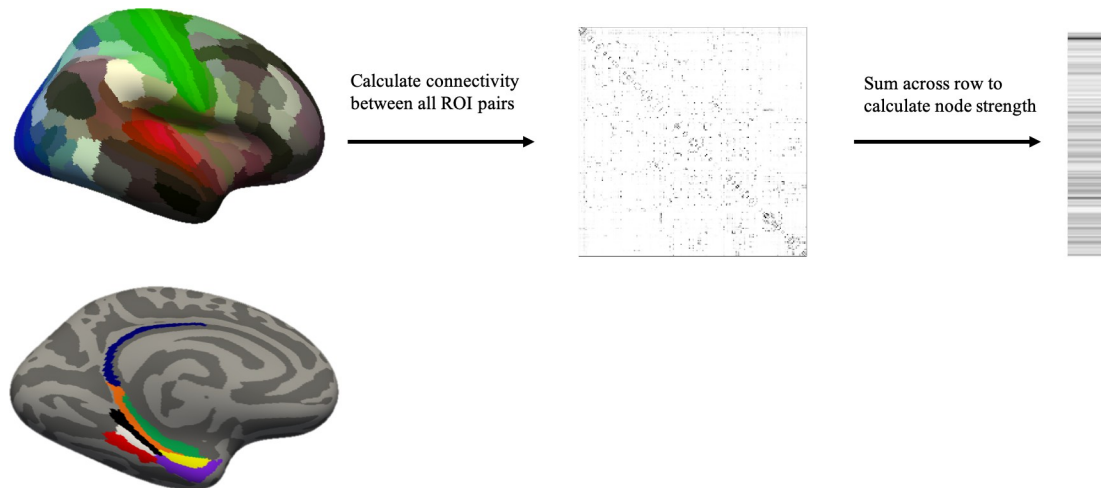 Calculate connectivity
between all ROI pairs
Sum across row to
calculate node strength